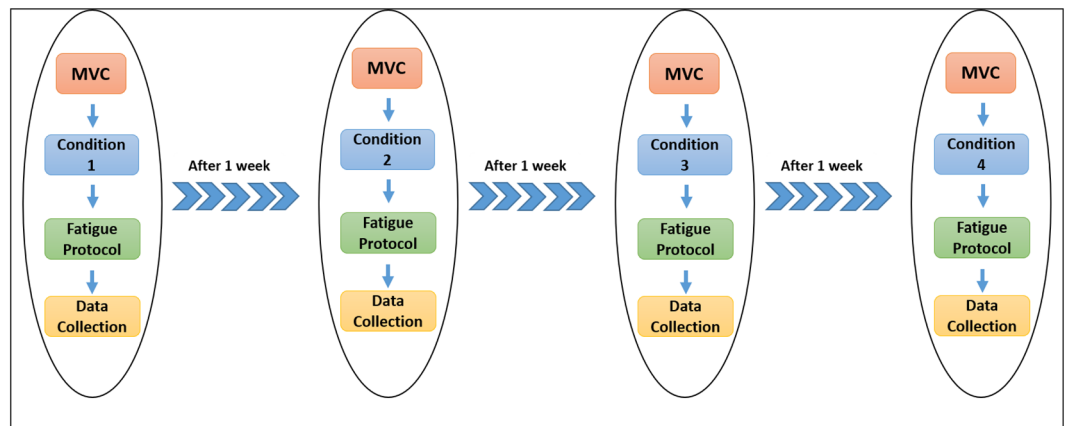 MVC
Condition
1
Fatigue
Protocol
Data
Collection
After 1 week
MVC
Condition
2
Fatigue
Protocol
Data
Collection
After 1 week
MVC
Condition
3
Fatigue
Protocol
Data
Collection
After 1 week
MVC
Condition
4
Fatigue
Protocol
Data
Collection